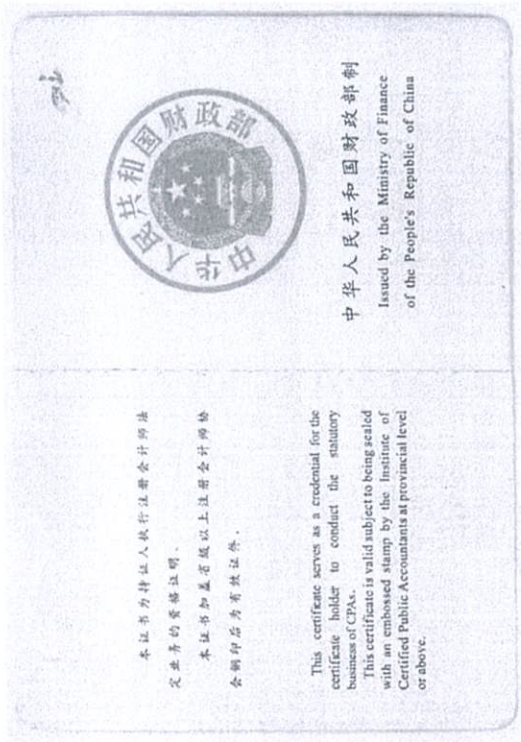 本证书为持证人执行注册会计师法
定业务的资格证明。
本证书加盖省级以上注册会计师协
会钢印后为有效证件。
This certificate serves as a credential for the
certificate holder to conduct the statutory
business of CPAs.
This certificate is valid subject to being sealed
with an embossed stamp by the Institute of
Certified Public Accountants at provincial level
or above.
中华人民共和国财政部
中华人民共和国财政部制
Issued by the Ministry of Finance
of the People's Republic of China